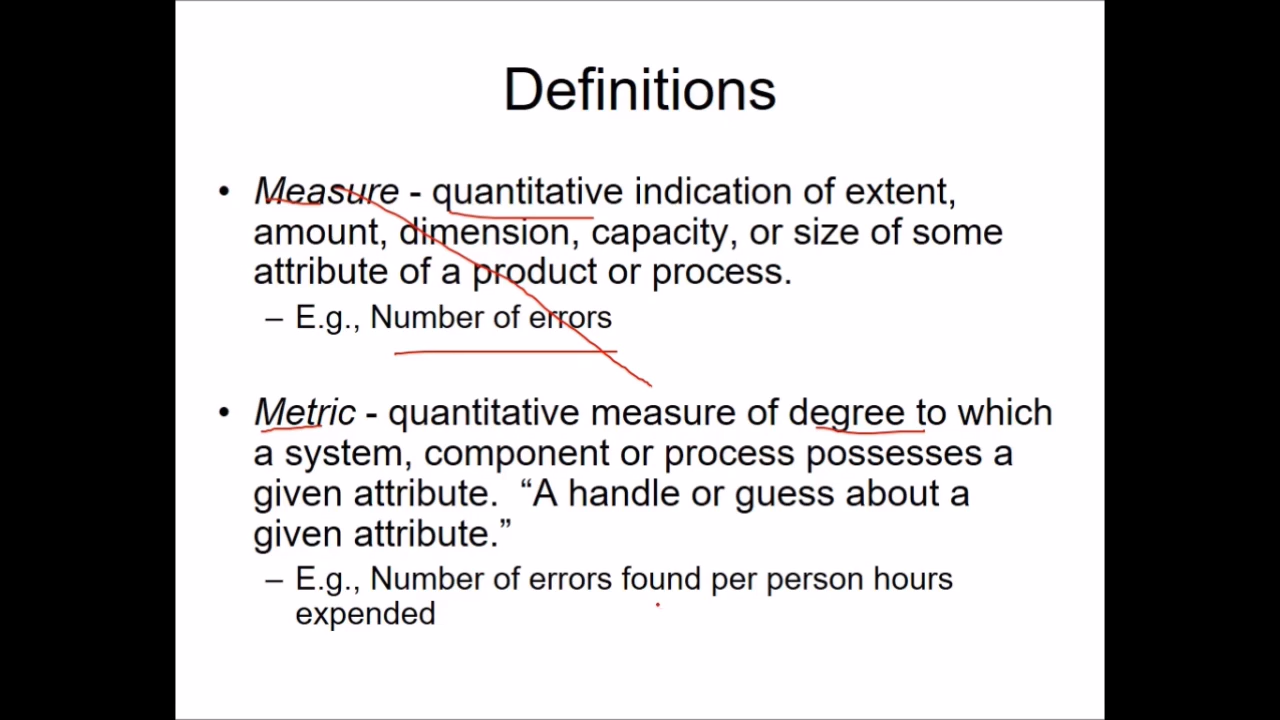 Definitions
• Measure - quantitative indication of extent,
amount, dimension, capacity, or size of some
attribute of a product or process.
– E.g., Number of errors
• Metric - quantitative measure of degree to which
a system, component or process possesses a
given attribute.  “A handle or guess about a
given attribute.”
– E.g., Number of errors found per person hours
expended